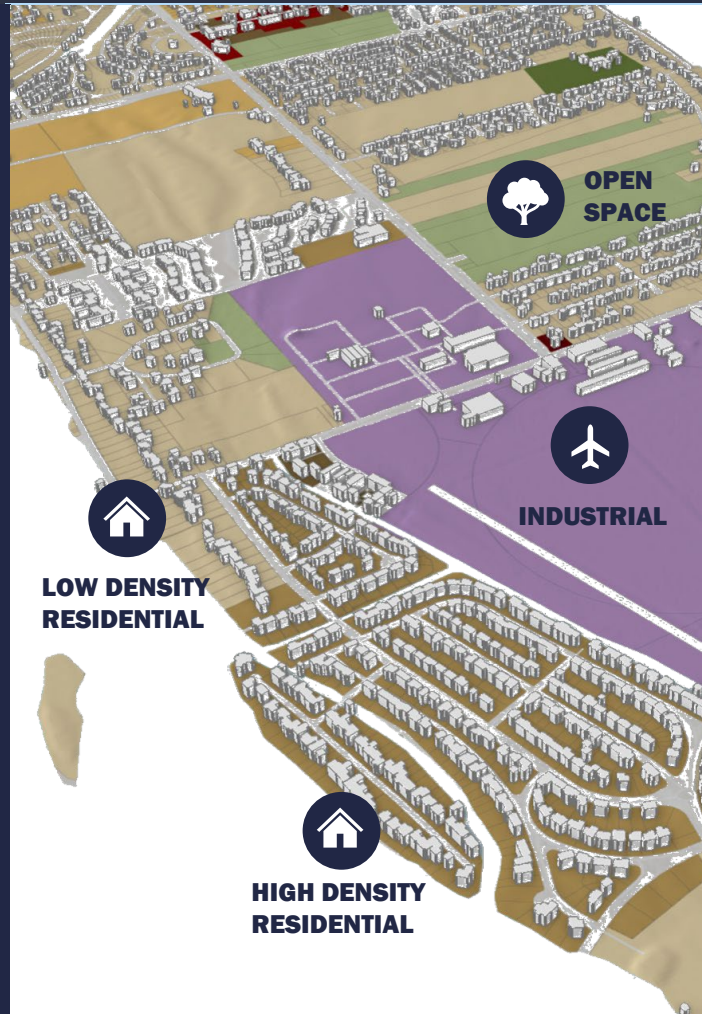 OPEN
SPACE
INDUSTRIAL
LOW DENSITY
RESIDENTIAL
HIGH DENSITY
RESIDENTIAL